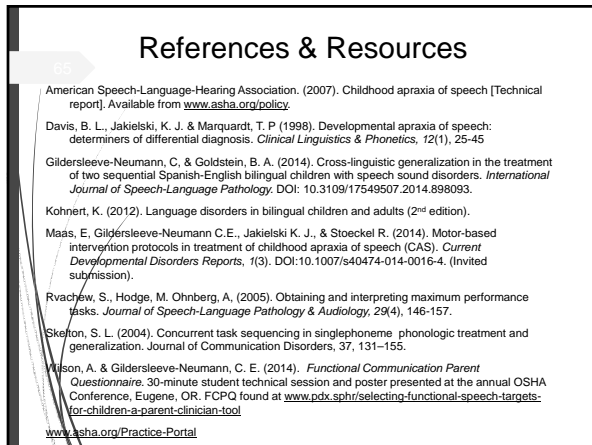 References & Resources
65
American Speech-Language-Hearing Association. (2007). Childhood apraxia of speech [Technical
report]. Available from www.asha.org/policy.
Davis, B. L., Jakielski, K. J. & Marquardt, T. P (1998). Developmental apraxia of speech:
determiners of differential diagnosis. Clinical Linguistics & Phonetics, 12(1), 25-45
Gildersleeve-Neumann, C, & Goldstein, B. A. (2014). Cross-linguistic generalization in the treatment
of two sequential Spanish-English bilingual children with speech sound disorders. International
Journal of Speech-Language Pathology. DOI: 10.3109/17549507.2014.898093.
Kohnert, K. (2012). Language disorders in bilingual children and adults (2nd edition).
Maas, E, Gildersleeve-Neumann C.E., Jakielski K. J., & Stoeckel R. (2014). Motor-based
intervention protocols in treatment of childhood apraxia of speech (CAS). Current
Developmental Disorders Reports, 1(3). DOI:10.1007/s40474-014-0016-4. (Invited
submission).
Rvachew, S., Hodge, M. Ohnberg, A, (2005). Obtaining and interpreting maximum performance
tasks. Journal of Speech-Language Pathology & Audiology, 29(4), 146-157.
Skelton, S. L. (2004). Concurrent task sequencing in singlephoneme phonologic treatment and
generalization. Journal of Communication Disorders, 37, 131–155.
Wilson, A. & Gildersleeve-Neumann, C. E. (2014). Functional Communication Parent
Questionnaire. 30-minute student technical session and poster presented at the annual OSHA
Conference, Eugene, OR. FCPQ found at www.pdx.sphr/selecting-functional-speech-targets-
for-children-a-parent-clinician-tool
www.asha.org/Practice-Portal